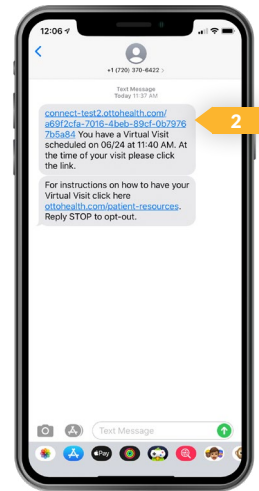 12:06
+1 (720) 370-6422 >
Text Message
Today 11:37 AM
connect-test2.ottohealth.com/
a69f2cfa-7016-4beb-89cf-0b7976
7b5a84 You have a Virtual Visit
scheduled on 06/24 at 11:40 AM. At
the time of your visit please click
the link.
2
For instructions on how to have your
Virtual Visit click here
ottohealth.com/patient-resources.
Reply STOP to opt-out.
Text Message
Pay